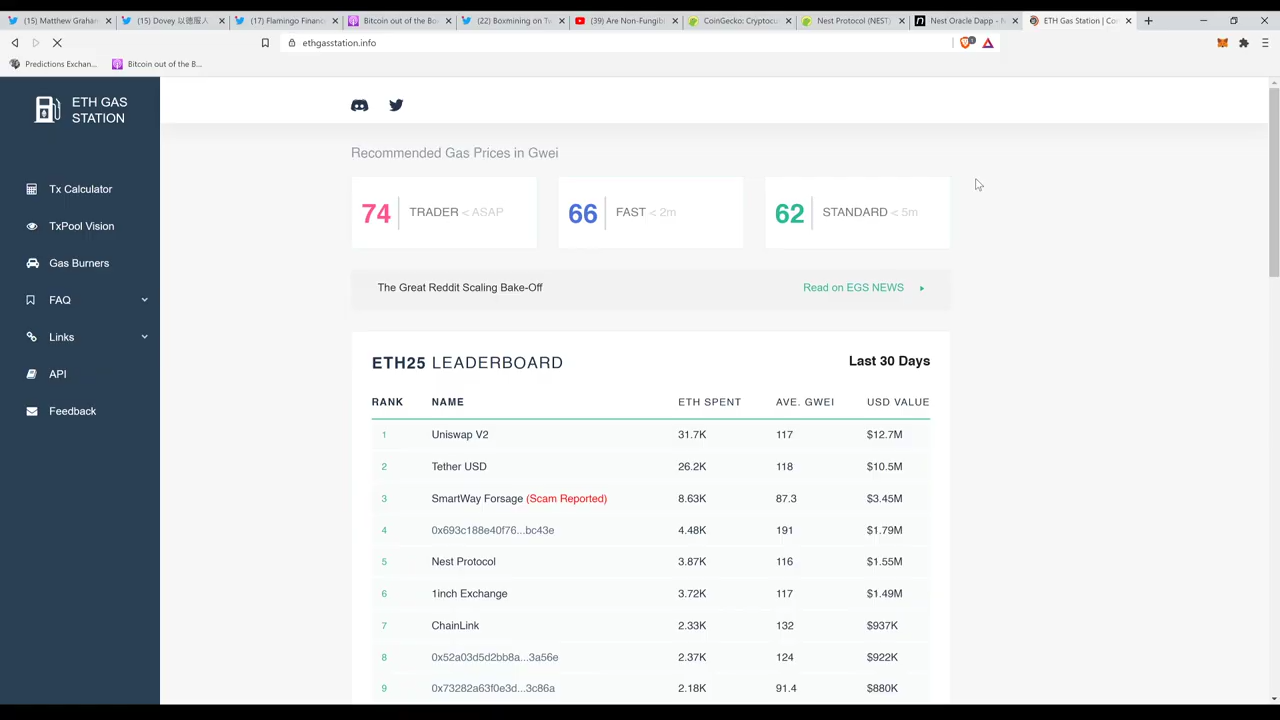 (15) Matthew Graham
(15) Dovey 以德服人
(17) Flamingo Financ
Bitcoin out of the Bo
(22) Boxmining on Tw
(39) Are Non-Fungib
CoinGecko: Cryptocu
Nest Protocol (NEST)
Nest Oracle Dapp - N
ETH Gas Station | Co
ethgasstation.info
Predictions Exchan...
Bitcoin out of the B...
ETH GAS
STATION
Tx Calculator
TxPool Vision
Gas Burners
FAQ
Links
API
Feedback
Recommended Gas Prices in Gwei
74 TRADER < ASAP
66 FAST < 2m
62 STANDARD < 5m
The Great Reddit Scaling Bake-Off Read on EGS NEWS
ETH25 LEADERBOARD Last 30 Days
RANK NAME ETH SPENT AVE. GWEI USD VALUE
1 Uniswap V2 31.7K 117 $12.7M
2 Tether USD 26.2K 118 $10.5M
3 SmartWay Forsage (Scam Reported) 8.63K 87.3 $3.45M
4 0x693c188e40f76...bc43e 4.48K 191 $1.79M
5 Nest Protocol 3.87K 116 $1.55M
6 1inch Exchange 3.72K 117 $1.49M
7 ChainLink 2.33K 132 $937K
8 0x52a03d5d2bb8a...3a56e 2.37K 124 $922K
9 0x73282a63f0e3d...3c86a 2.18K 91.4 $880K